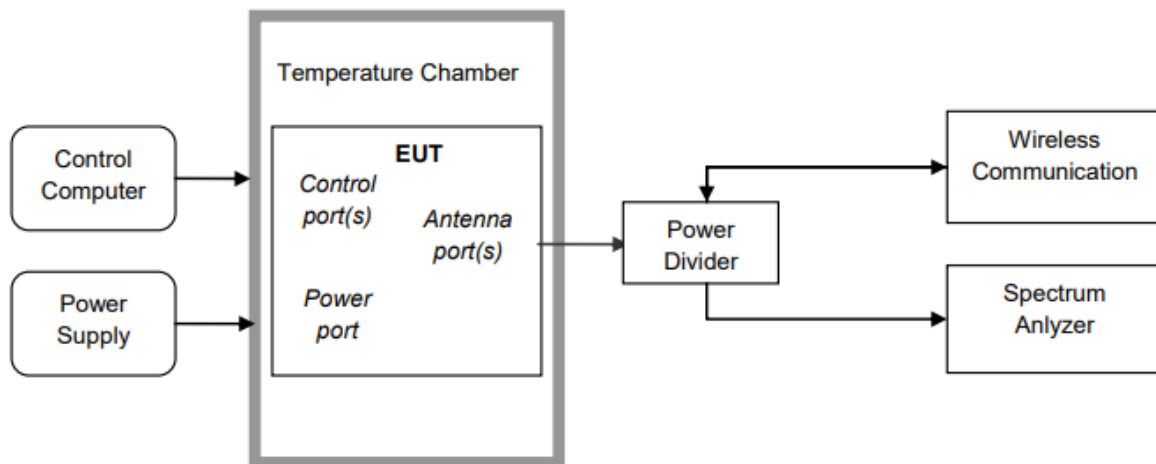 Temperature Chamber
Control
Computer
Power
Supply
EUT
Control
port(s)
Antenna
port(s)
Power
port
Power
Divider
Wireless
Communication
Spectrum
Anlyzer